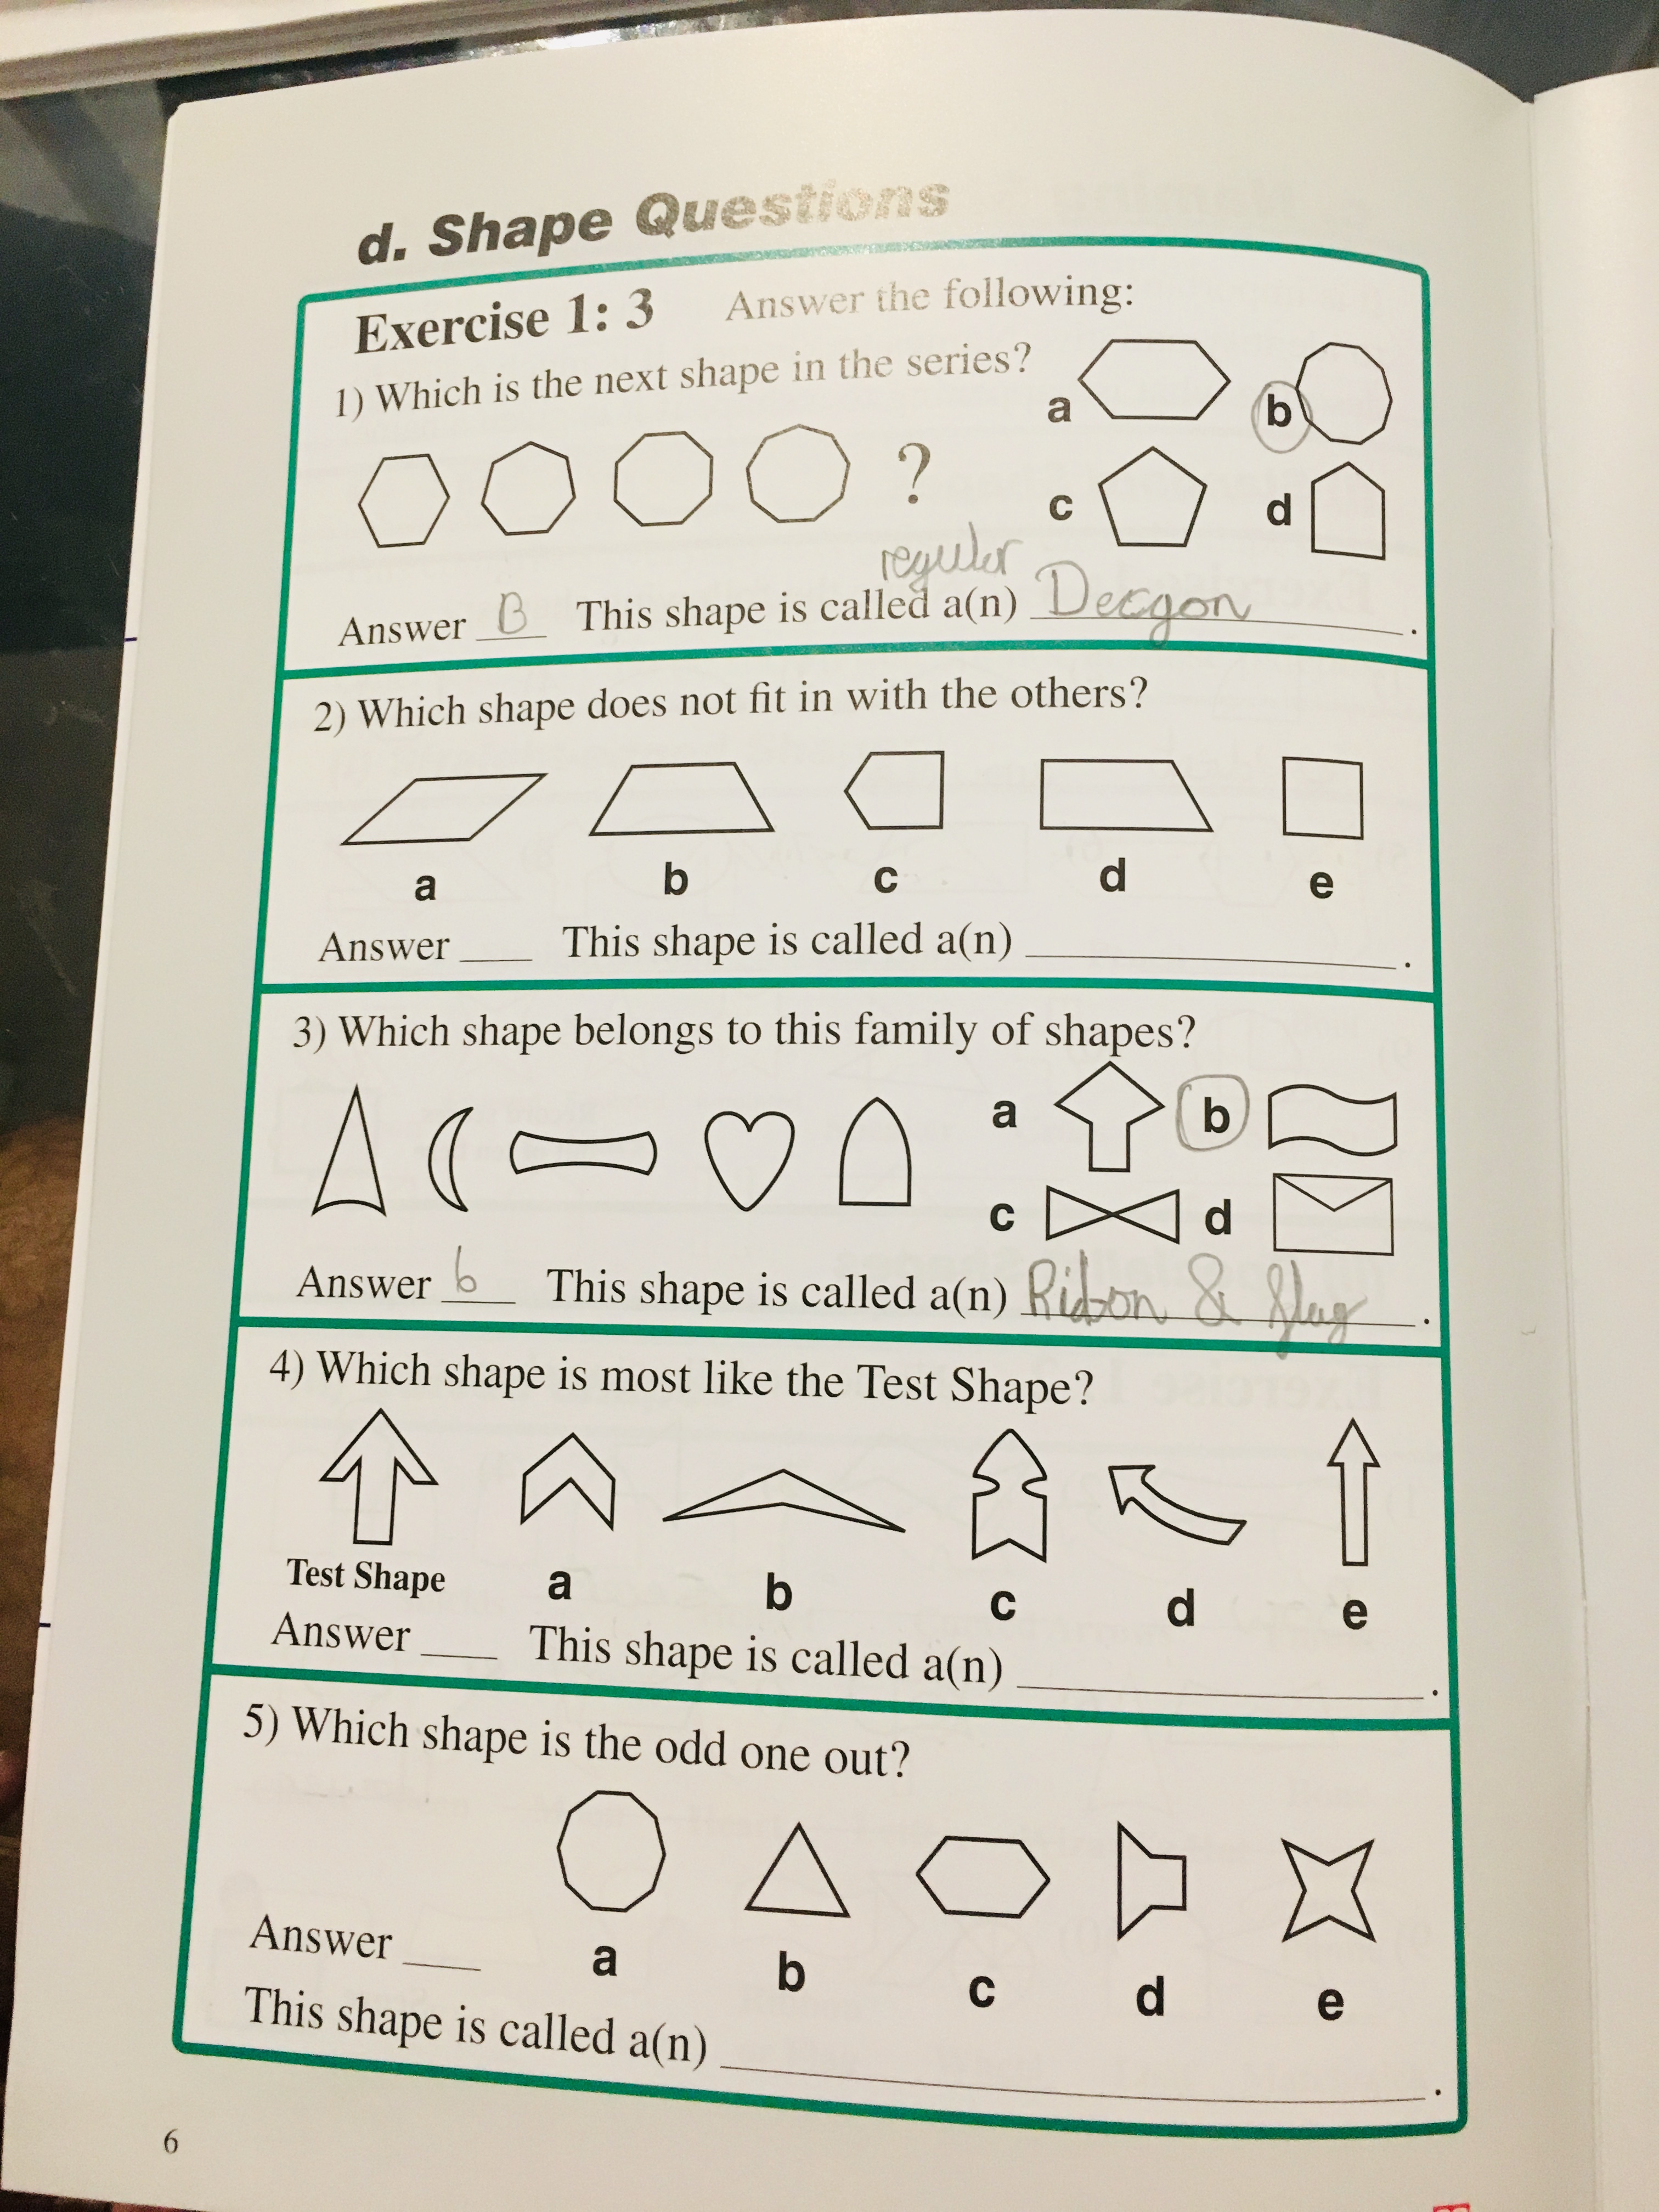 d. Shape Questions
Exercise 1: 3 Answer the following:
1) Which is the next shape in the series?
a b
?
c d
regular
Answer B This shape is called a(n) Decgon .
2) Which shape does not fit in with the others?
a b c d e
Answer ___ This shape is called a(n) ______________ .
3) Which shape belongs to this family of shapes?
a b
c d
Answer b This shape is called a(n) Ribon & flag .
4) Which shape is most like the Test Shape?
Test Shape a b c d e
Answer ___ This shape is called a(n) ______________ .
5) Which shape is the odd one out?
Answer ___ a b c d e
This shape is called a(n) ______________ .
6